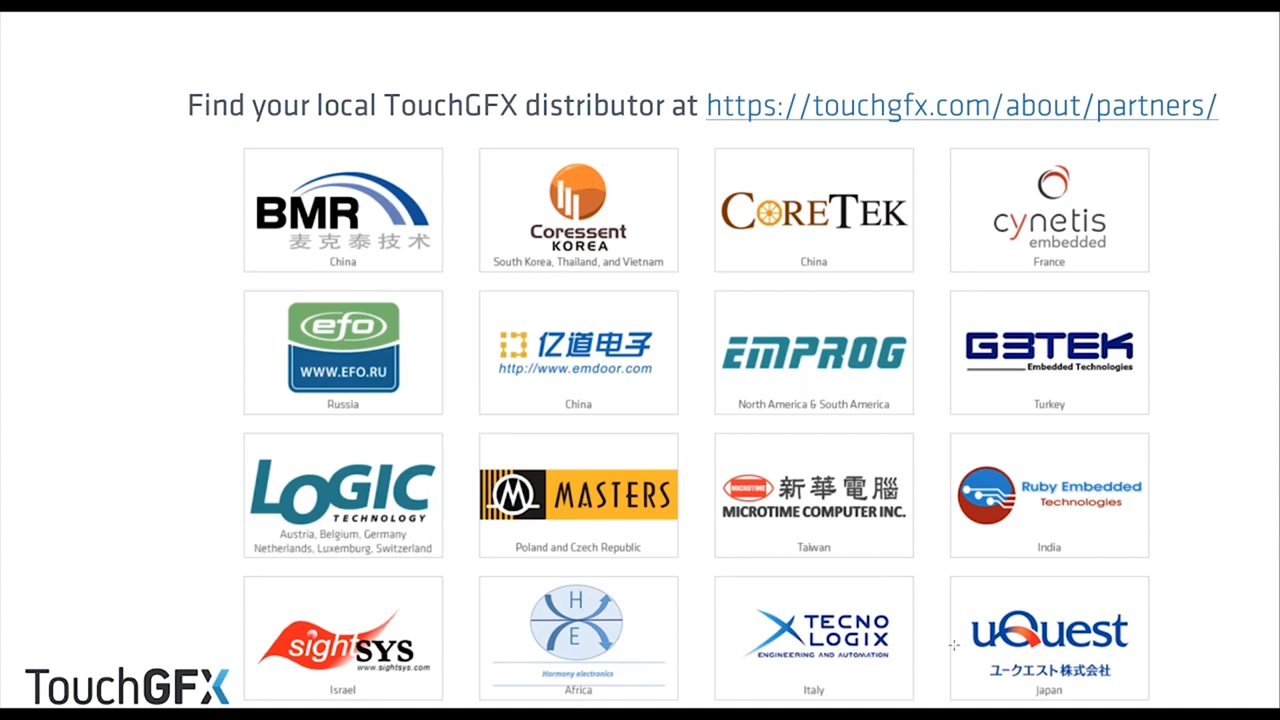 Find your local TouchGFX distributor at https://touchgfx.com/about/partners/
BMR
麦克泰技术
China
Coressent
KOREA
South Korea, Thailand, and Vietnam
CORETEK
China
cynetis
embedded
France
efo
WWW.EFO.RU
Russia
亿道电子
http://www.emdoor.com
China
EMPROG
North America & South America
G3TEK
Embedded Technologies
Turkey
LOGIC
TECHNOLOGY
Austria, Belgium, Germany
Netherlands, Luxemburg, Switzerland
M MASTERS
Poland and Czech Republic
MICROTIME 新華電腦
MICROTIME COMPUTER INC.
Taiwan
Ruby Embedded
Technologies
India
sightsys
www.sightsys.com
Israel
H
E
Harmony electronics
Africa
TECNO
LOGIX
ENGINEERING AND AUTOMATION
Italy
uQuest
ユークエスト株式会社
Japan
TouchGFX